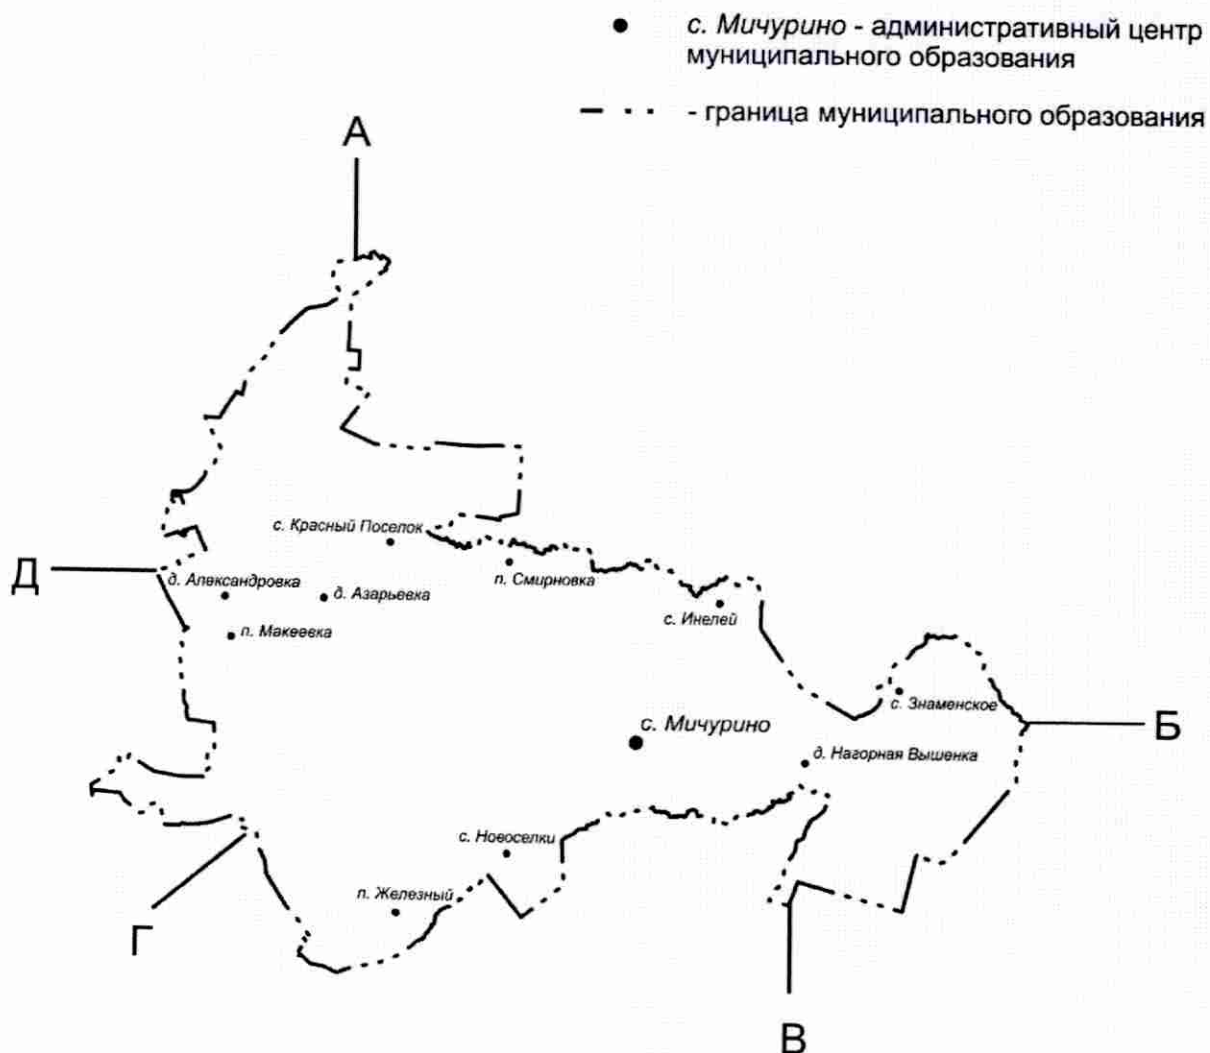 с. Мичурино - административный центр
муниципального образования
- граница муниципального образования
А
с. Красный Поселок
Д
д. Александровка
д. Азарьевка
п. Смирновка
с. Инелей
п. Макеевка
с. Знаменское
с. Мичурино
Б
д. Нагорная Вышенка
с. Новоселки
п. Железный
Г
В